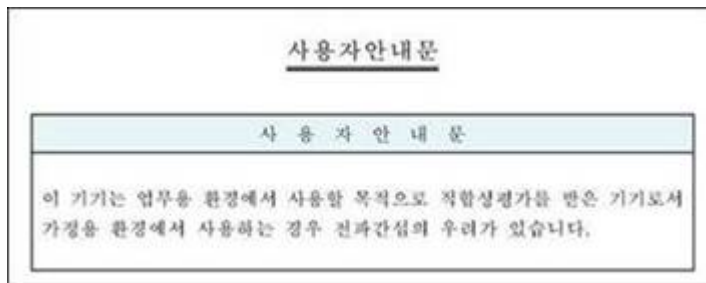 사용자안내문
사 용 자 안 내 문
이 기기는 업무용 환경에서 사용할 목적으로 적합성평가를 받은 기기로서
가정용 환경에서 사용하는 경우 전파간섭의 우려가 있습니다.